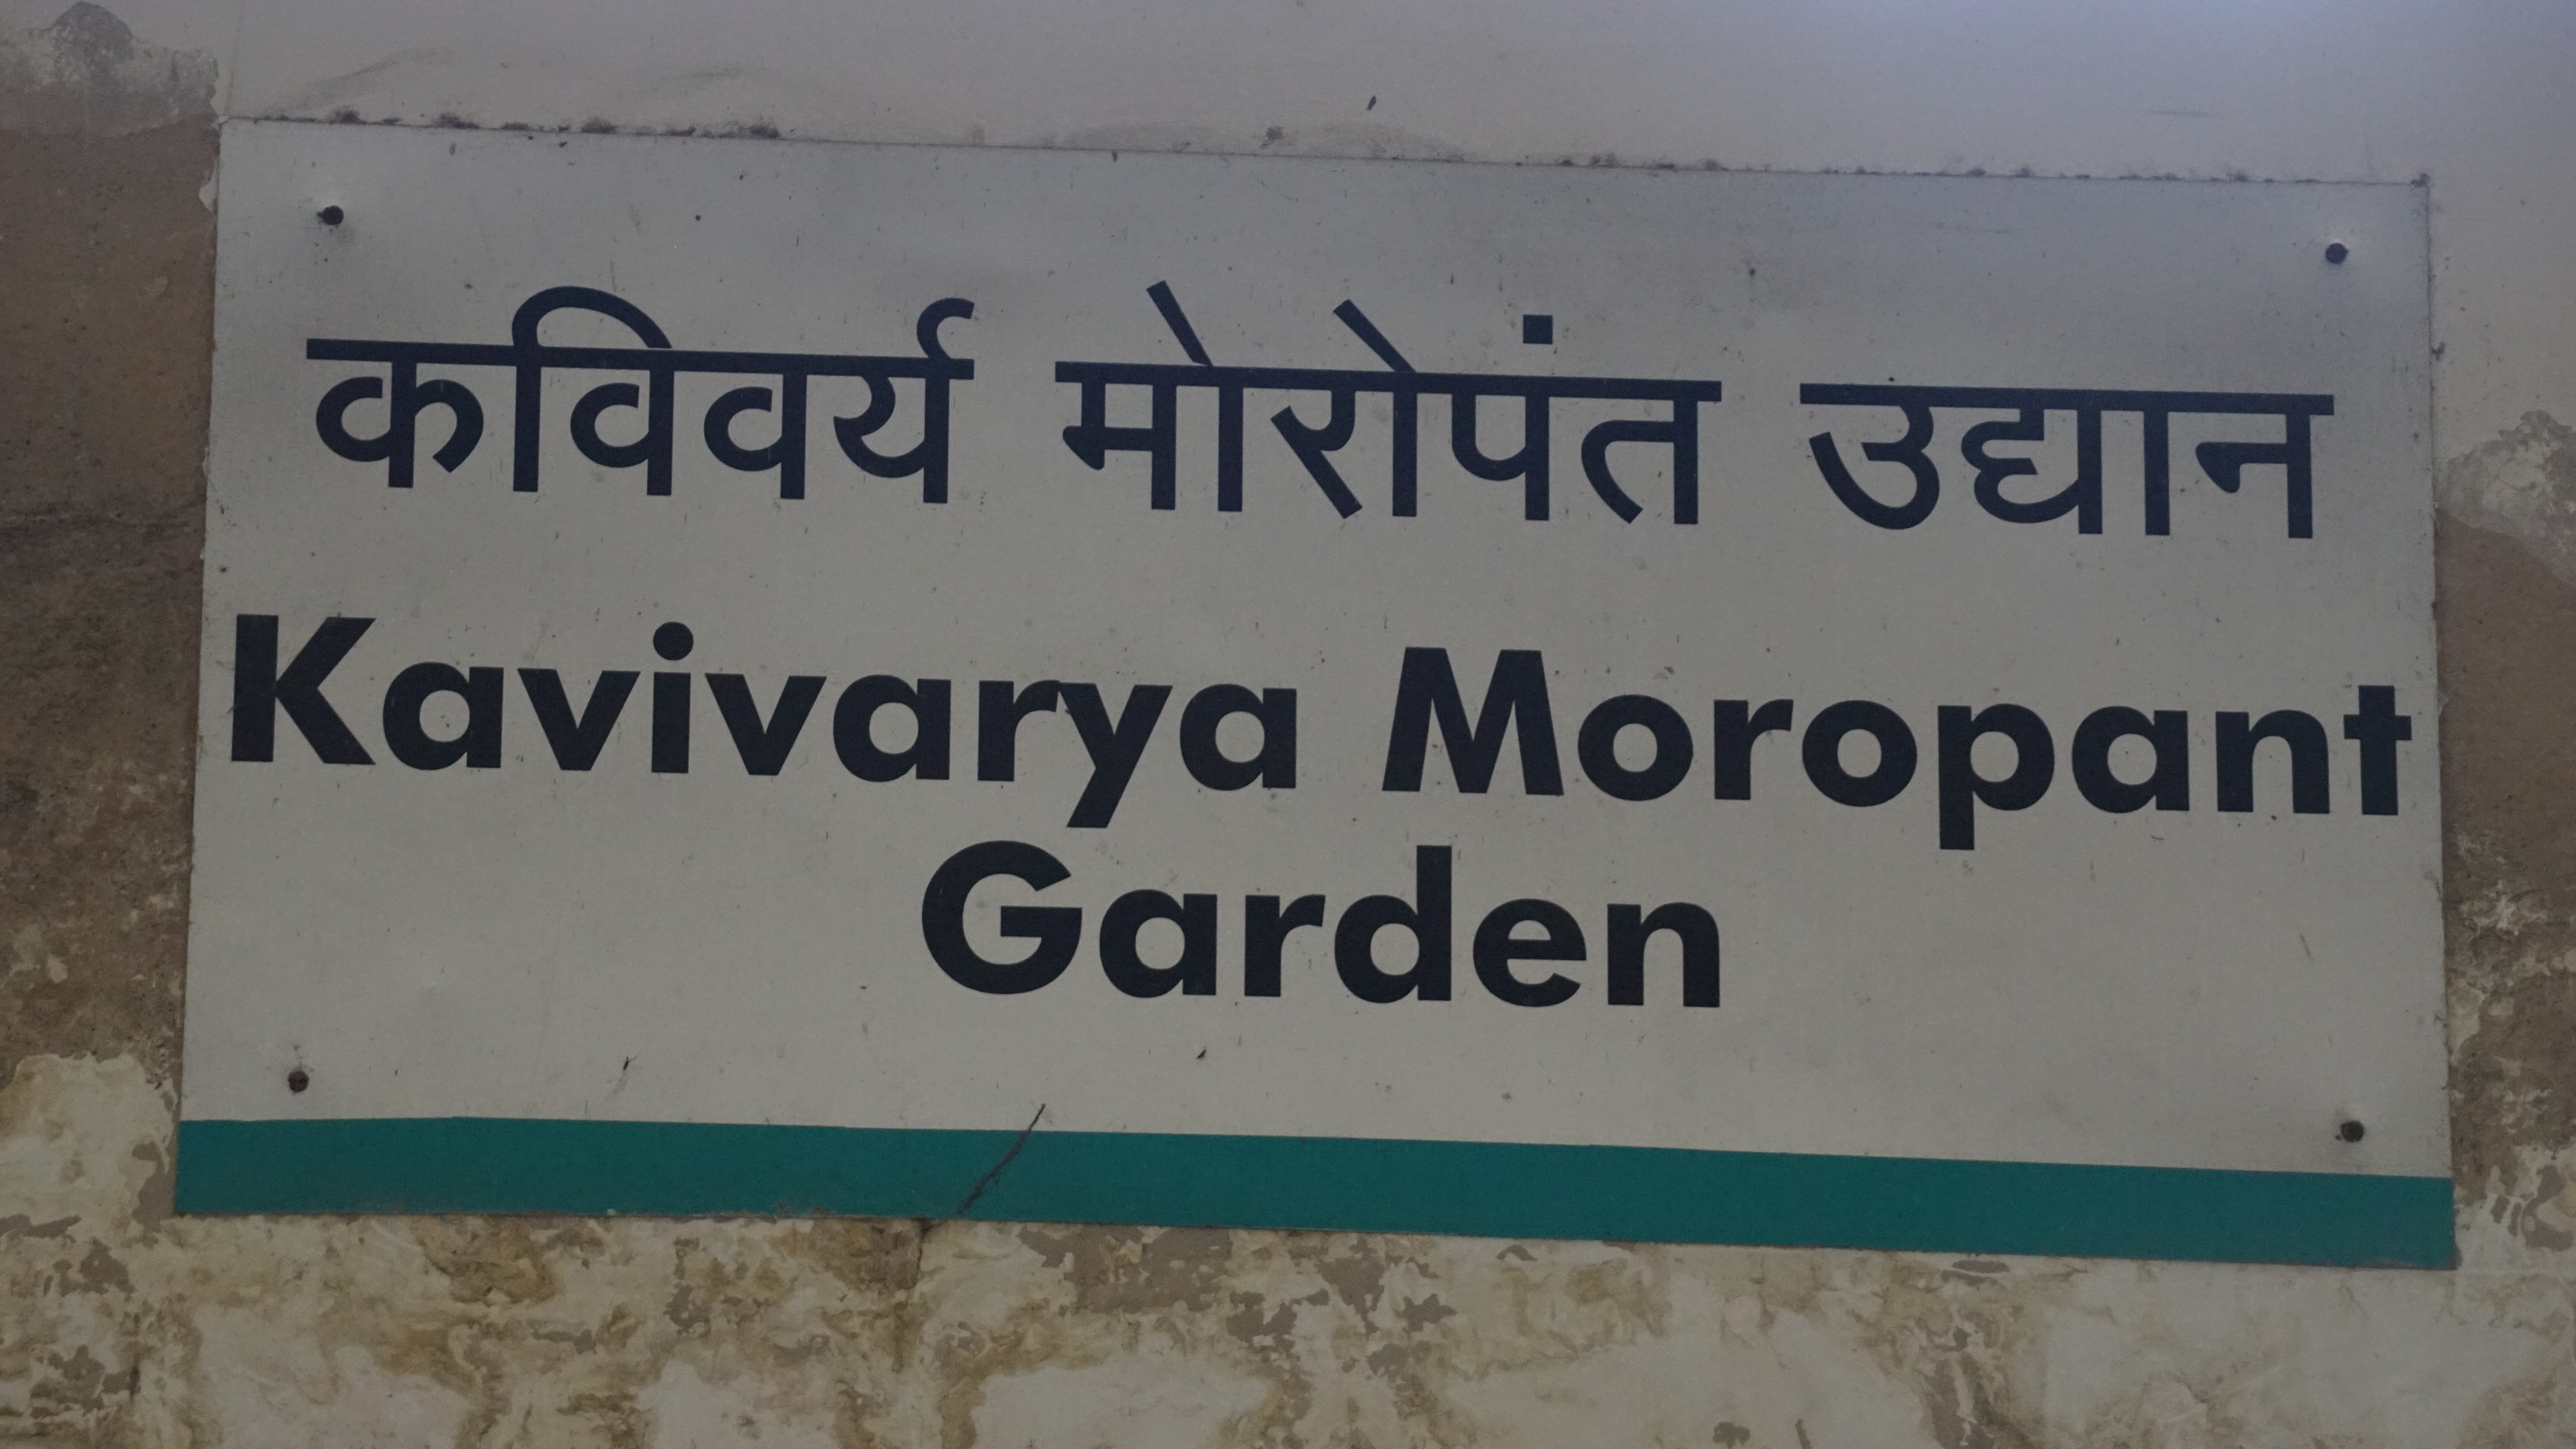 कविवर्य मोरोपंत उद्यान
Kavivarya Moropant
Garden